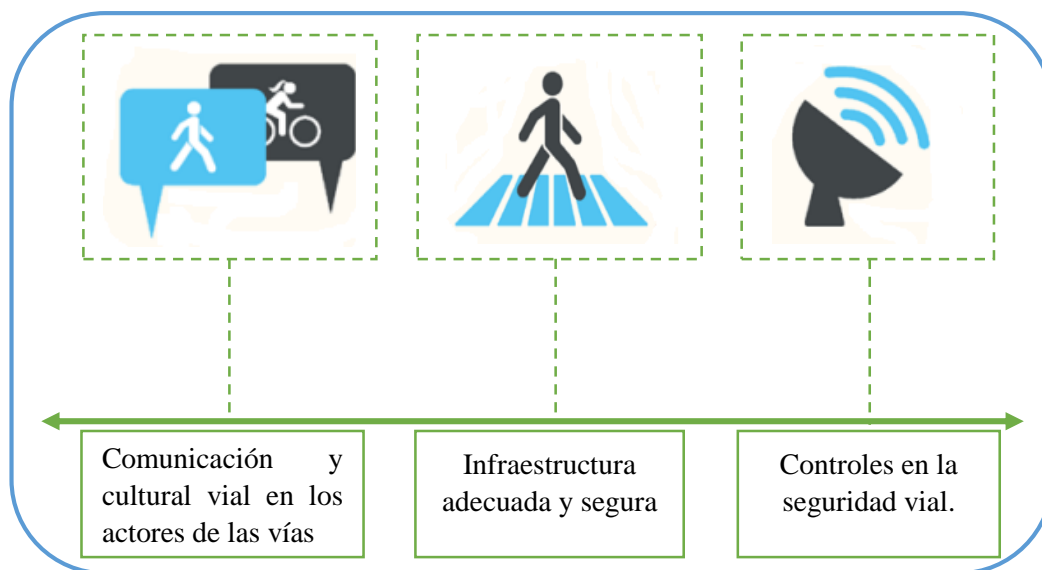 Comunicación y
cultural vial en los
actores de las vías
Infraestructura
adecuada y segura
Controles en la
seguridad vial.